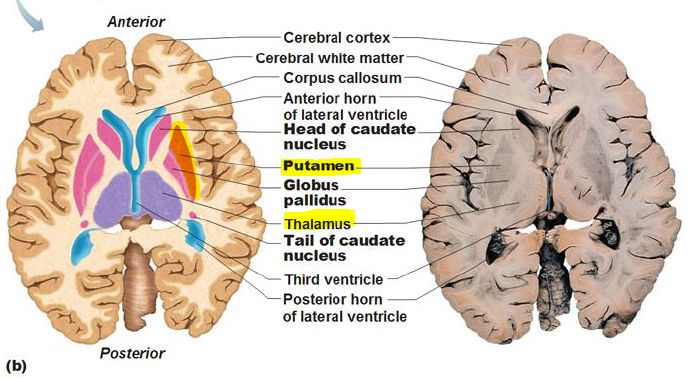 Anterior
Cerebral cortex
Cerebral white matter
Corpus callosum
Anterior horn
of lateral ventricle
Head of caudate
nucleus
Putamen
Globus
pallidus
Thalamus
Tail of caudate
nucleus
Third ventricle
Posterior horn
of lateral ventricle
Posterior
(b)